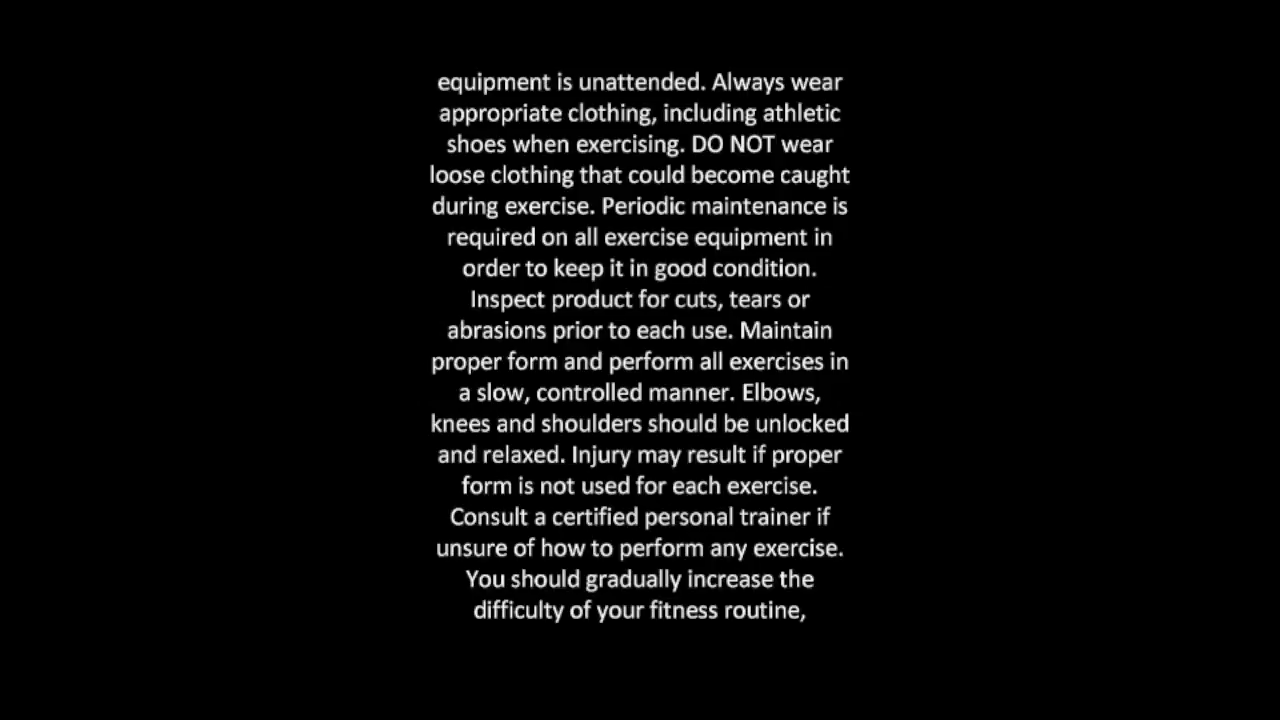 equipment is unattended. Always wear
appropriate clothing, including athletic
shoes when exercising. DO NOT wear
loose clothing that could become caught
during exercise. Periodic maintenance is
required on all exercise equipment in
order to keep it in good condition.
Inspect product for cuts, tears or
abrasions prior to each use. Maintain
proper form and perform all exercises in
a slow, controlled manner. Elbows,
knees and shoulders should be unlocked
and relaxed. Injury may result if proper
form is not used for each exercise.
Consult a certified personal trainer if
unsure of how to perform any exercise.
You should gradually increase the
difficulty of your fitness routine,